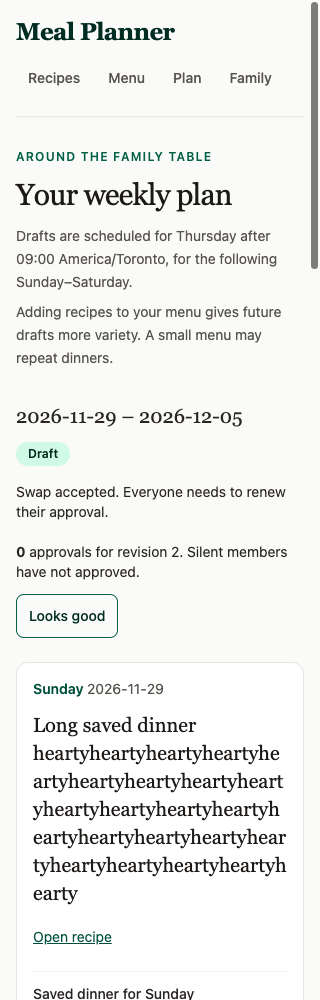 Meal Planner
Recipes Menu Plan Family
AROUND THE FAMILY TABLE
Your weekly plan
Drafts are scheduled for Thursday after
09:00 America/Toronto, for the following
Sunday–Saturday.
Adding recipes to your menu gives future
drafts more variety. A small menu may
repeat dinners.
2026-11-29 – 2026-12-05
Draft
Swap accepted. Everyone needs to renew
their approval.
0 approvals for revision 2. Silent members
have not approved.
Looks good
Sunday 2026-11-29
Long saved dinner
heartyheartyheartyheartyhe
artyheartyheartyheartyheart
yheartyheartyheartyheartyh
eartyheartyheartyheartyhear
tyheartyheartyheartyheartyh
earty
Open recipe
Saved dinner for Sunday